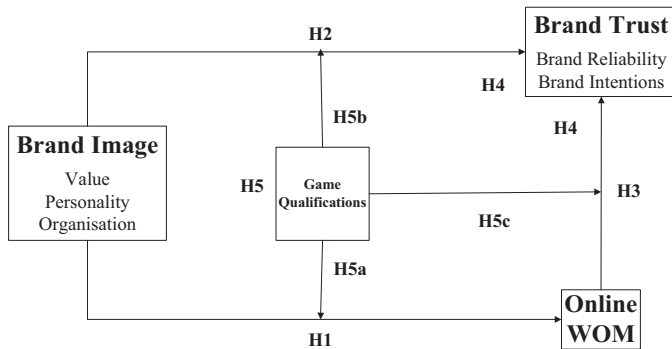 H2
Brand Trust
Brand Reliability
Brand Intentions
H4
H5b
H4
Brand Image
Value
Personality
Organisation
H5
Game
Qualifications
H3
H5c
H5a
Online
WOM
H1